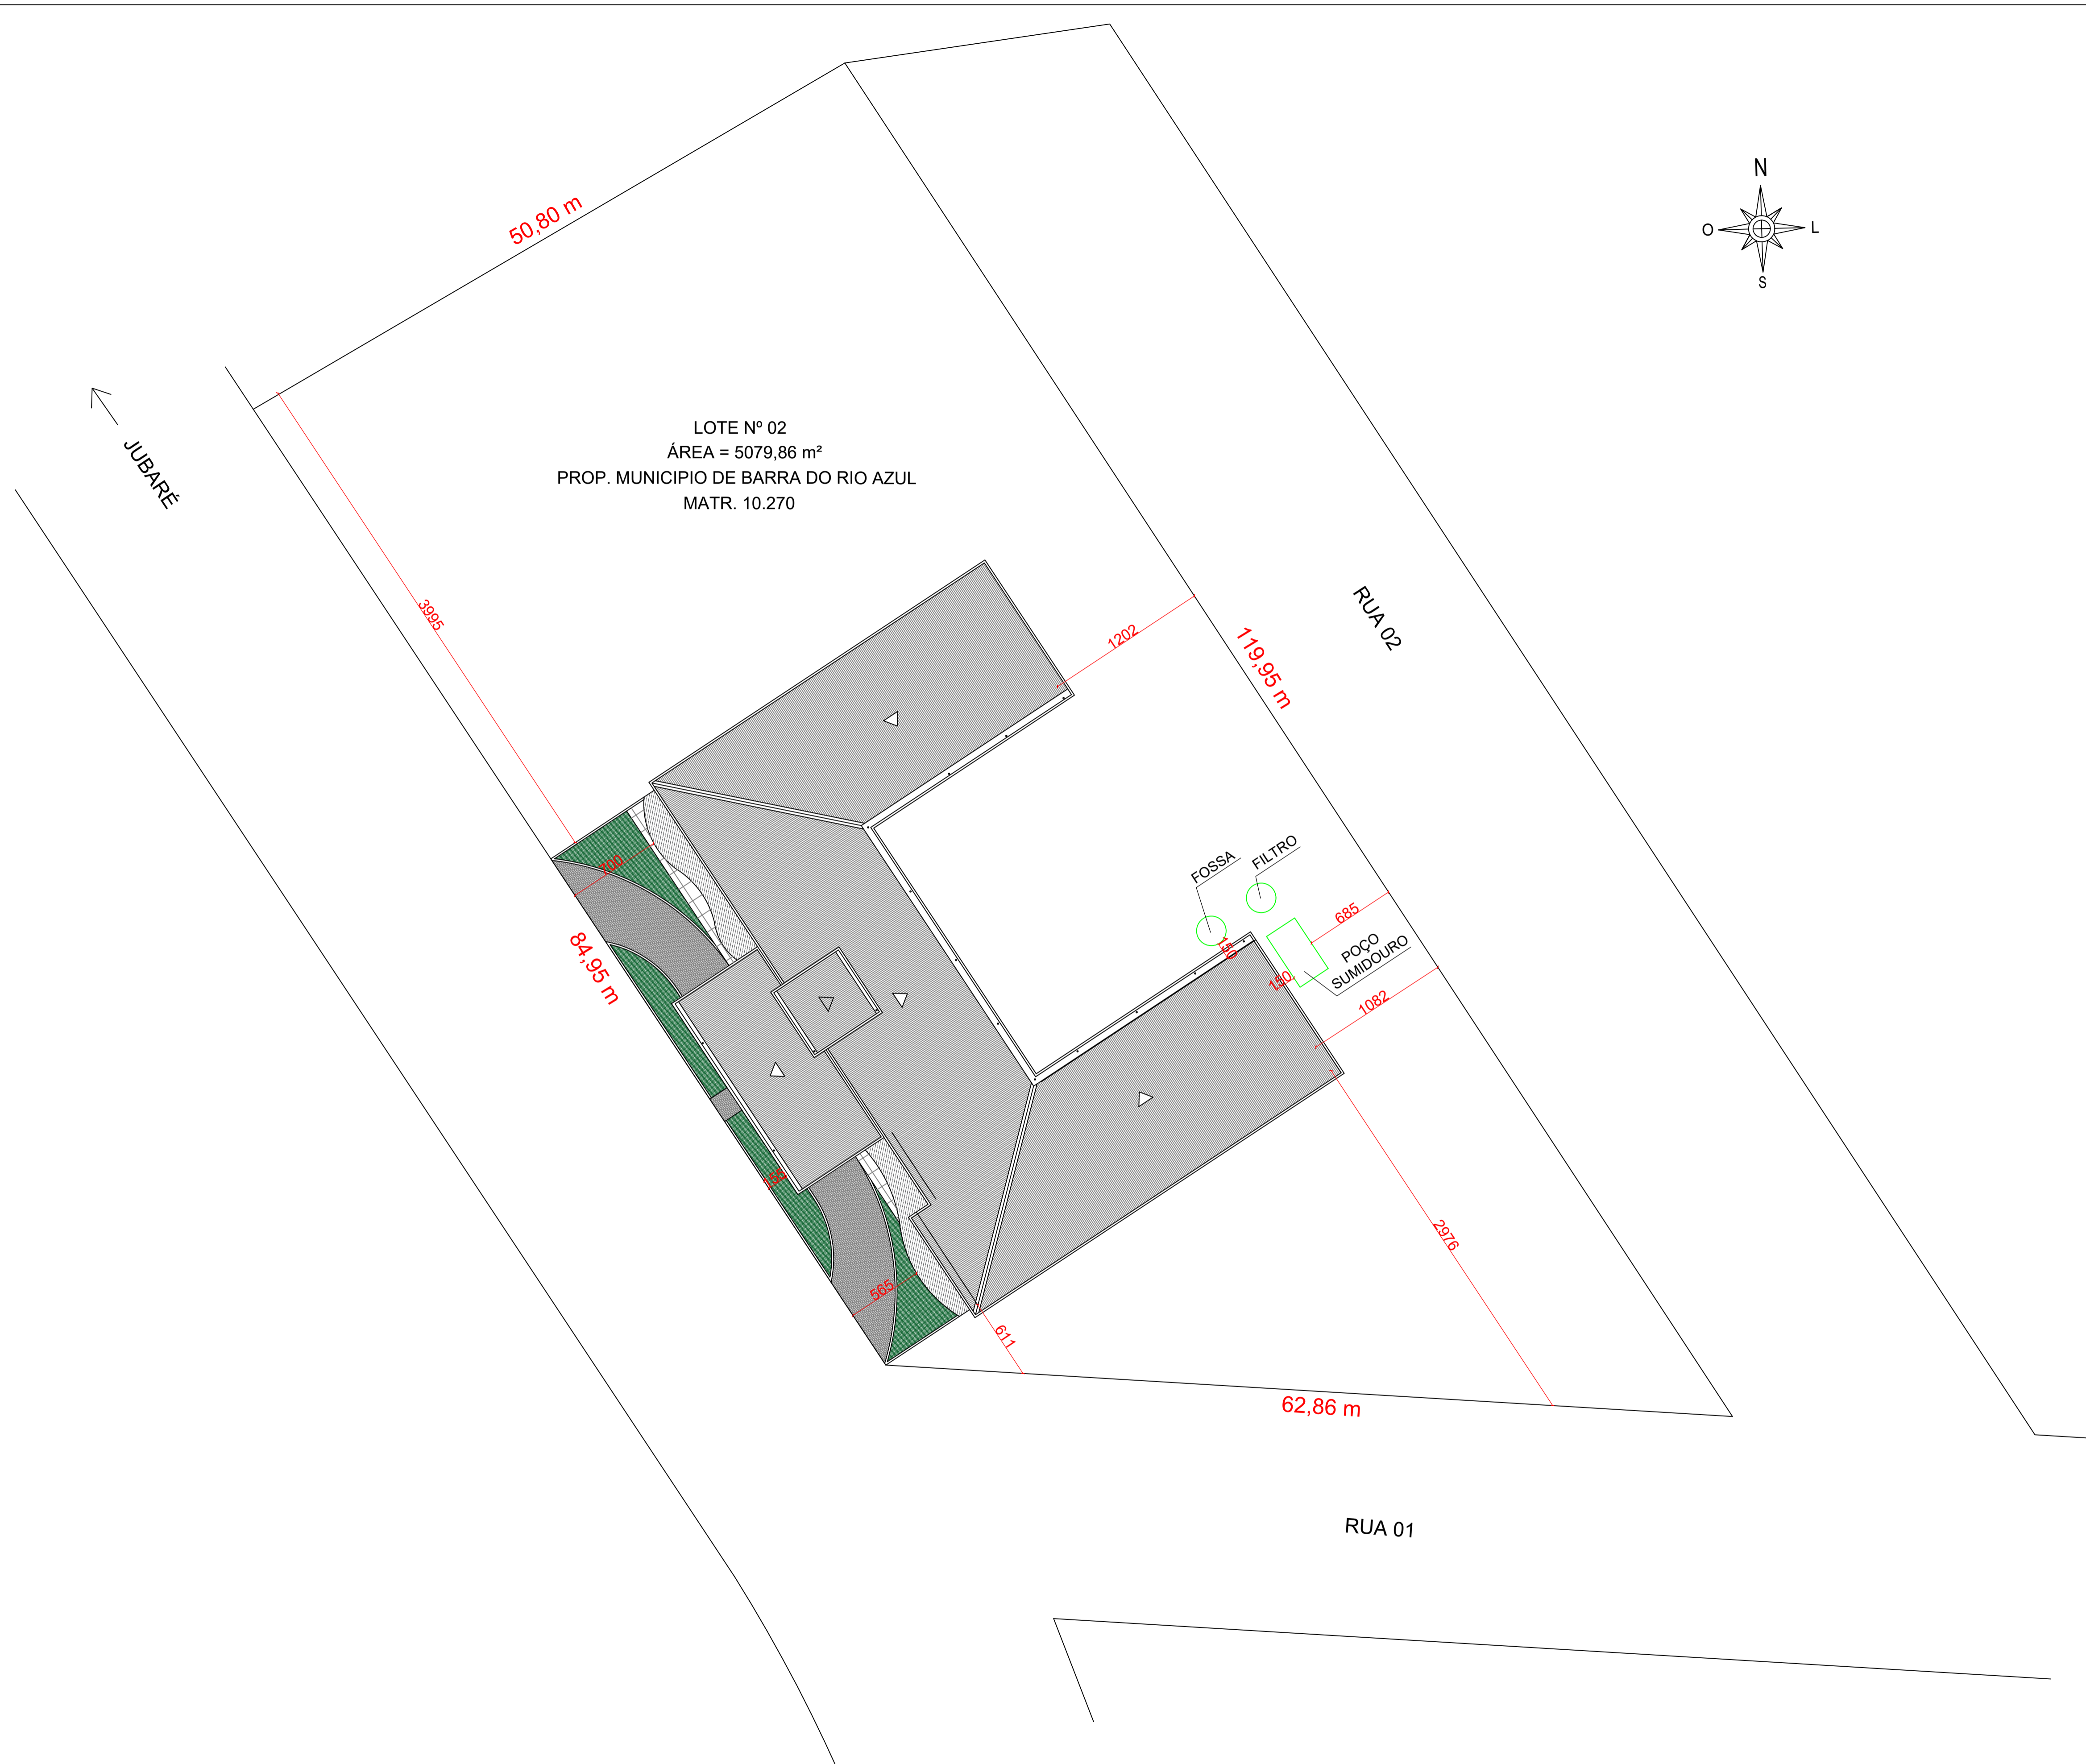 N
O
L
S
50,80 m
JUBARÉ
LOTE Nº 02
ÁREA = 5079,86 m²
PROP. MUNICIPIO DE BARRA DO RIO AZUL
MATR. 10.270
3995
1202
119,95 m
RUA 02
700
FOSSA
FILTRO
685
150
POÇO
SUMIDOURO
150
1082
84,95 m
155
2976
565
611
62,86 m
RUA 01